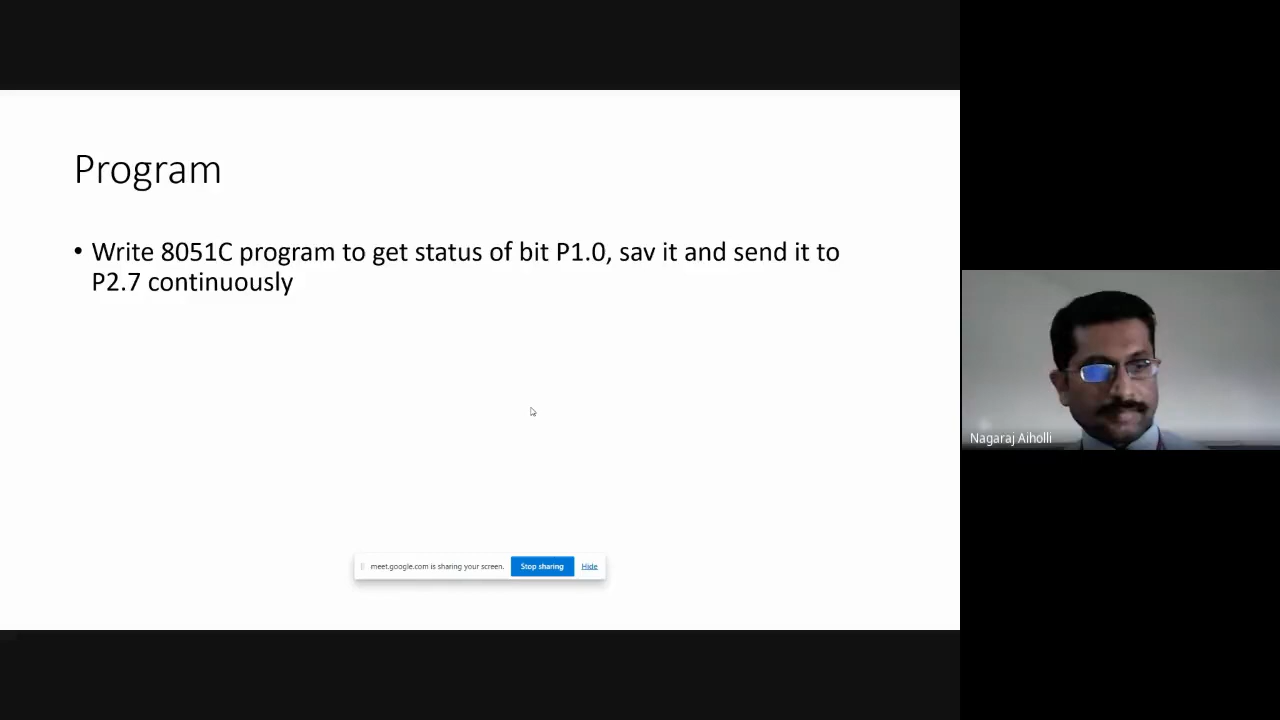 Program
• Write 8051C program to get status of bit P1.0, sav it and send it to
P2.7 continuously
Nagaraj Aiholli
meet.google.com is sharing your screen. Stop sharing Hide